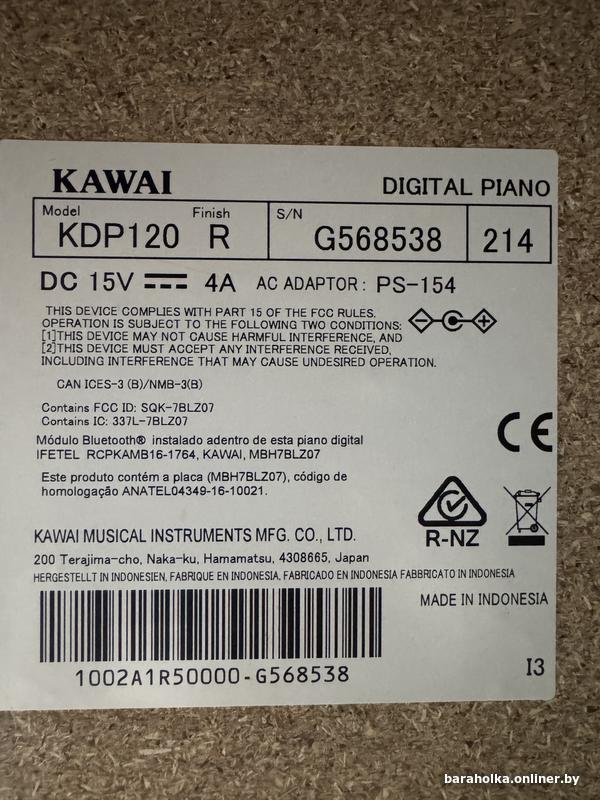 KAWAI
DIGITAL PIANO
Model
Finish
S/N
KDP120 R
G568538
214
DC 15V 4A AC ADAPTOR : PS-154
THIS DEVICE COMPLIES WITH PART 15 OF THE FCC RULES.
OPERATION IS SUBJECT TO THE FOLLOWING TWO CONDITIONS:
[1]THIS DEVICE MAY NOT CAUSE HARMFUL INTERFERENCE, AND
[2]THIS DEVICE MUST ACCEPT ANY INTERFERENCE RECEIVED,
INCLUDING INTERFERENCE THAT MAY CAUSE UNDESIRED OPERATION.
CAN ICES-3 (B)/NMB-3(B)
Contains FCC ID: SQK-7BLZ07
Contains IC: 337L-7BLZ07
Módulo Bluetooth® instalado adentro de esta piano digital
IFETEL RCPKAMB16-1764, KAWAI, MBH7BLZ07
CE
Este produto contém a placa (MBH7BLZ07), código de
homologação ANATEL04349-16-10021.
R-NZ
KAWAI MUSICAL INSTRUMENTS MFG. CO., LTD.
200 Terajima-cho, Naka-ku, Hamamatsu, 4308665, Japan
HERGESTELLT IN INDONESIEN, FABRIQUE EN INDONESIA, FABRICADO EN INDONESIA FABBRICATO IN INDONESIA
MADE IN INDONESIA
1002A1R50000-G568538
I3
baraholka.onliner.by